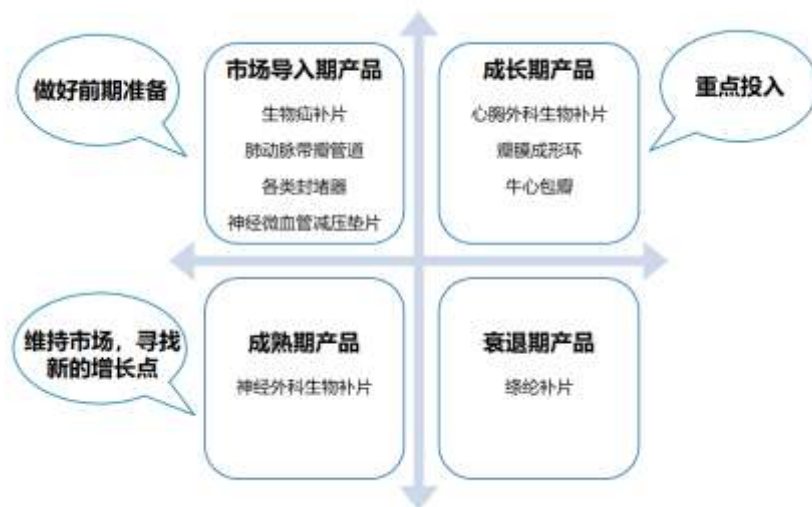 做好前期准备
市场导入期产品
生物疝补片
肺动脉带瓣管道
各类封堵器
神经微血管减压垫片
成长期产品
心胸外科生物补片
瓣膜成形环
牛心包瓣
重点投入
维持市场，寻找
新的增长点
成熟期产品
神经外科生物补片
衰退期产品
涤纶补片